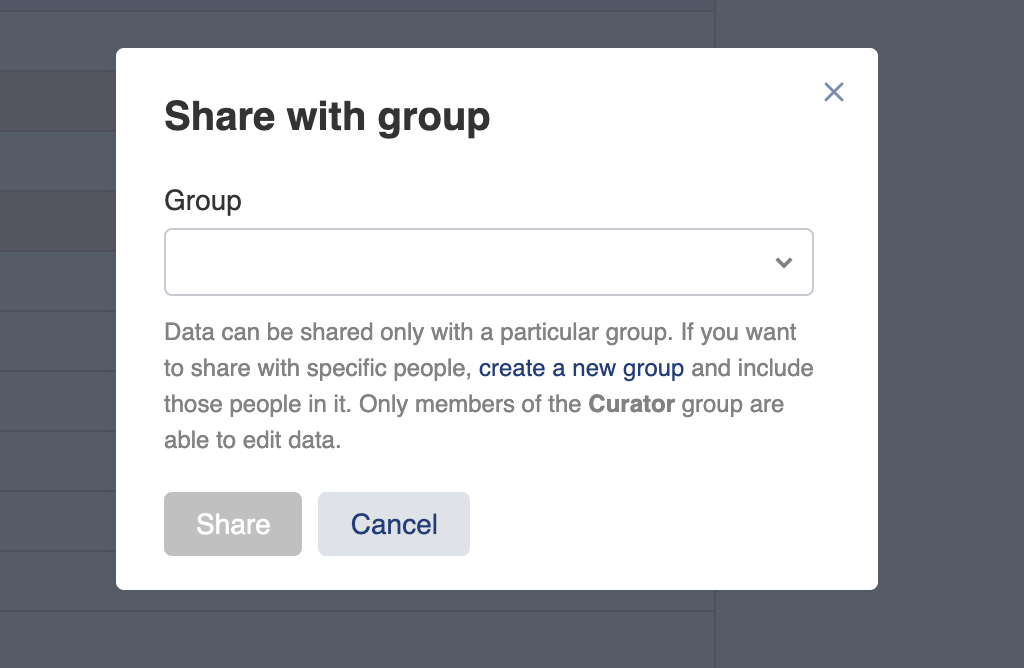 Share with group
Group
Data can be shared only with a particular group. If you want
to share with specific people, create a new group and include
those people in it. Only members of the Curator group are
able to edit data.
Share
Cancel